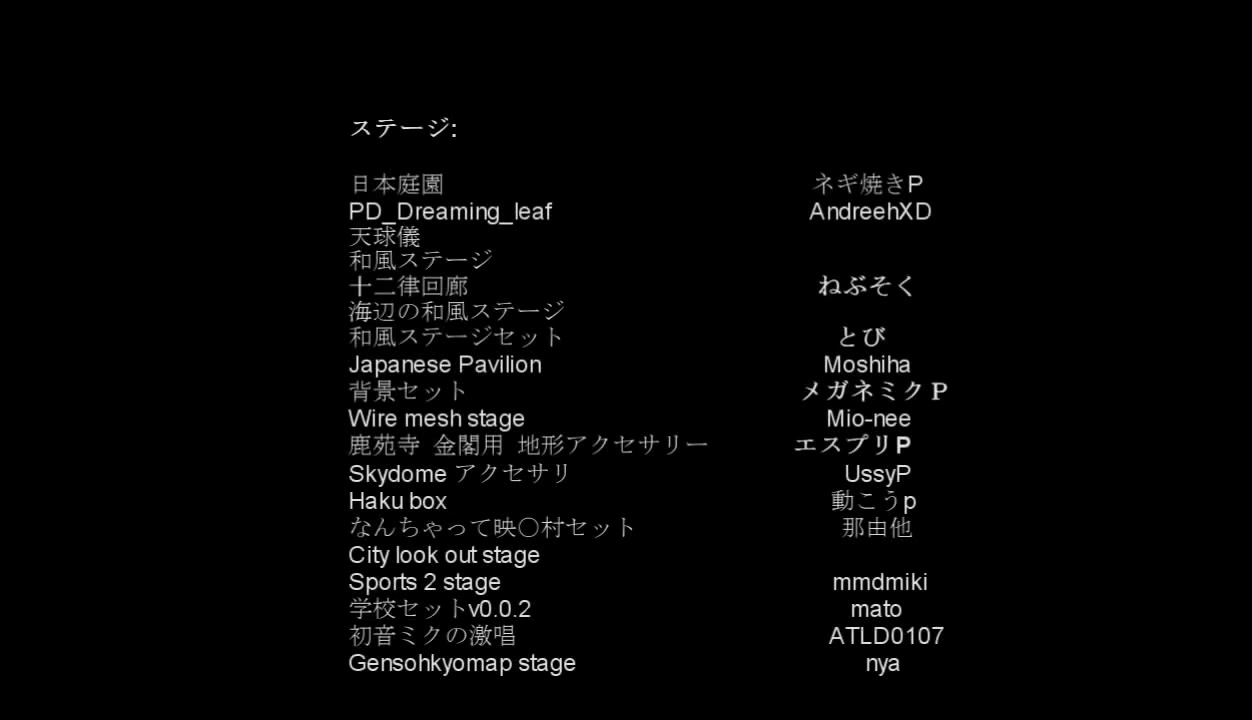 ステージ:
日本庭園 ネギ焼きP
PD_Dreaming_leaf AndreehXD
天球儀
和風ステージ
十二律回廊 ねぶそく
海辺の和風ステージ
和風ステージセット とび
Japanese Pavilion Moshiha
背景セット メガネミクP
Wire mesh stage Mio-nee
鹿苑寺 金閣用 地形アクセサリー エスプリP
Skydome アクセサリ UssyP
Haku box 動こうp
なんちゃって映〇村セット 那由他
City look out stage
Sports 2 stage mmdmiki
学校セットv0.0.2 mato
初音ミクの激唱 ATLD0107
Gensohkyomap stage nya